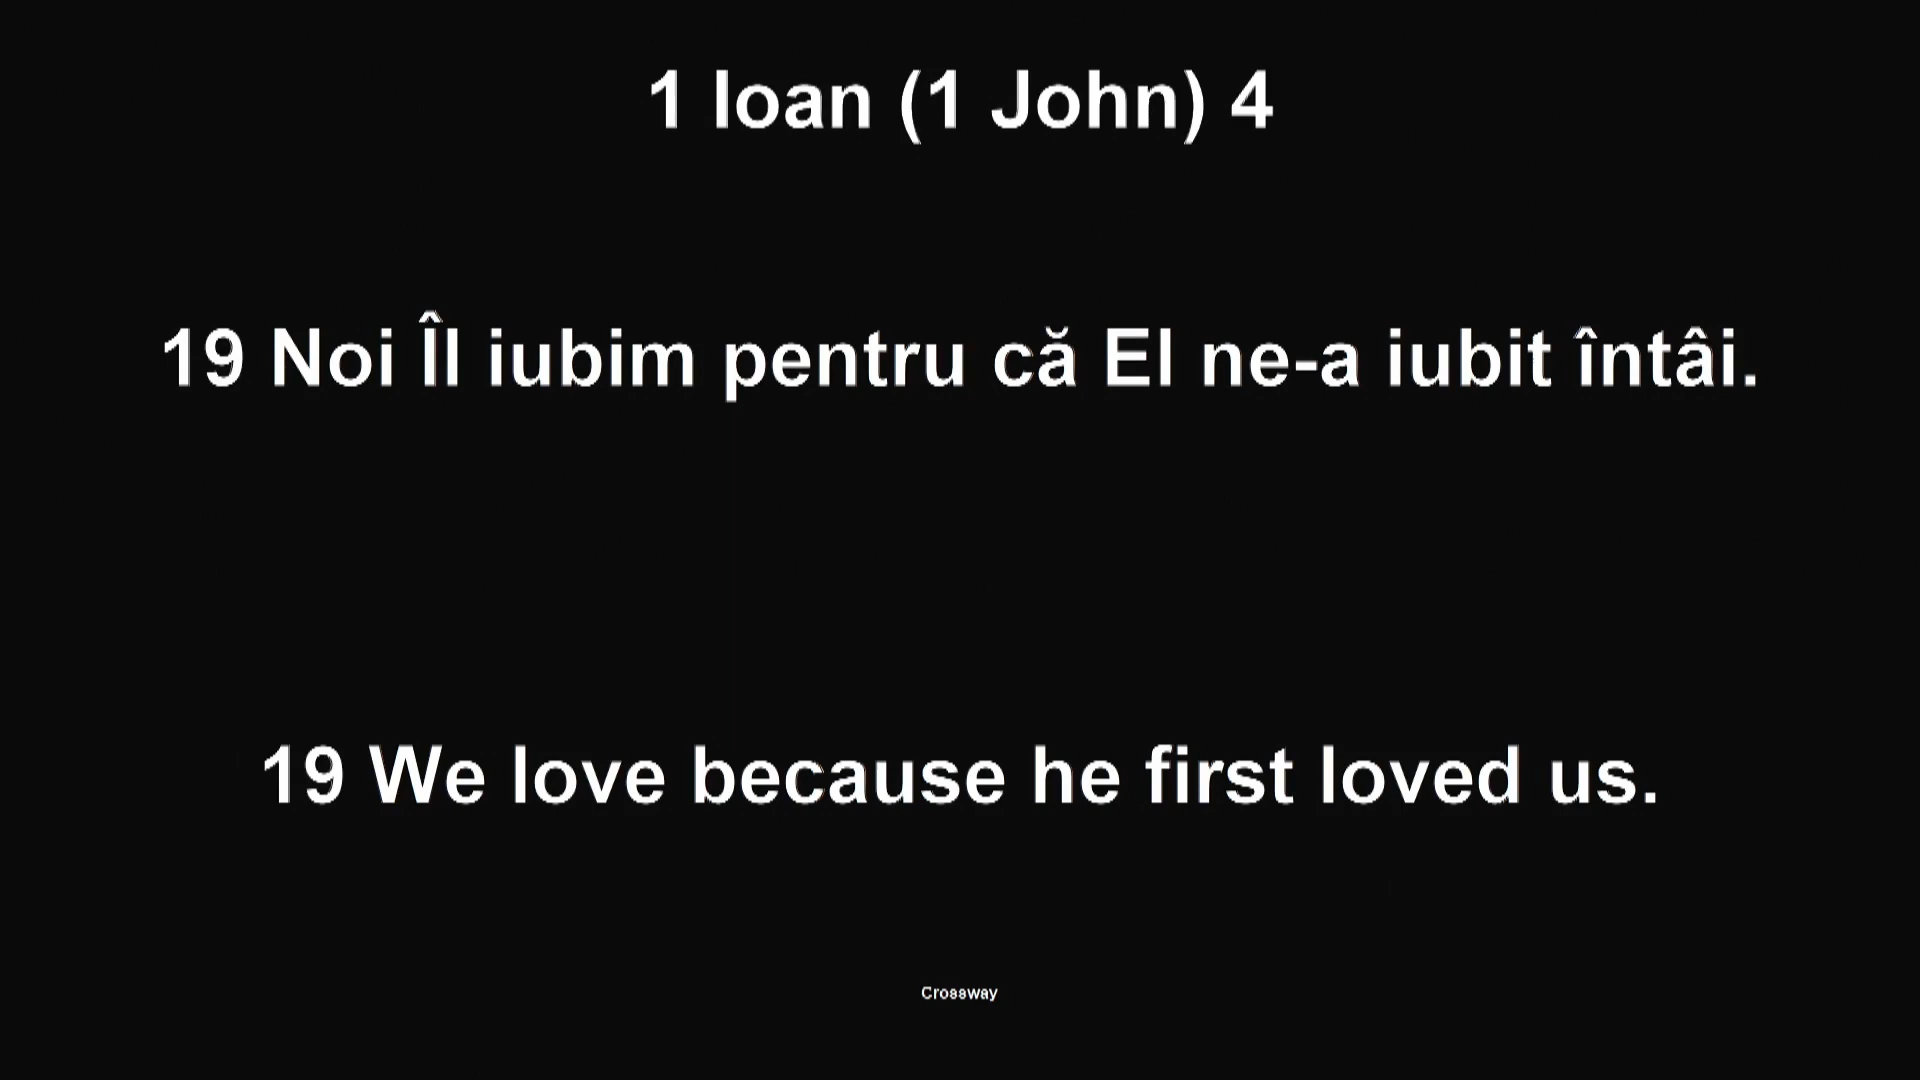 1 Ioan (1 John) 4
19 Noi Îl iubim pentru că El ne-a iubit întâi.
19 We love because he first loved us.
Crossway